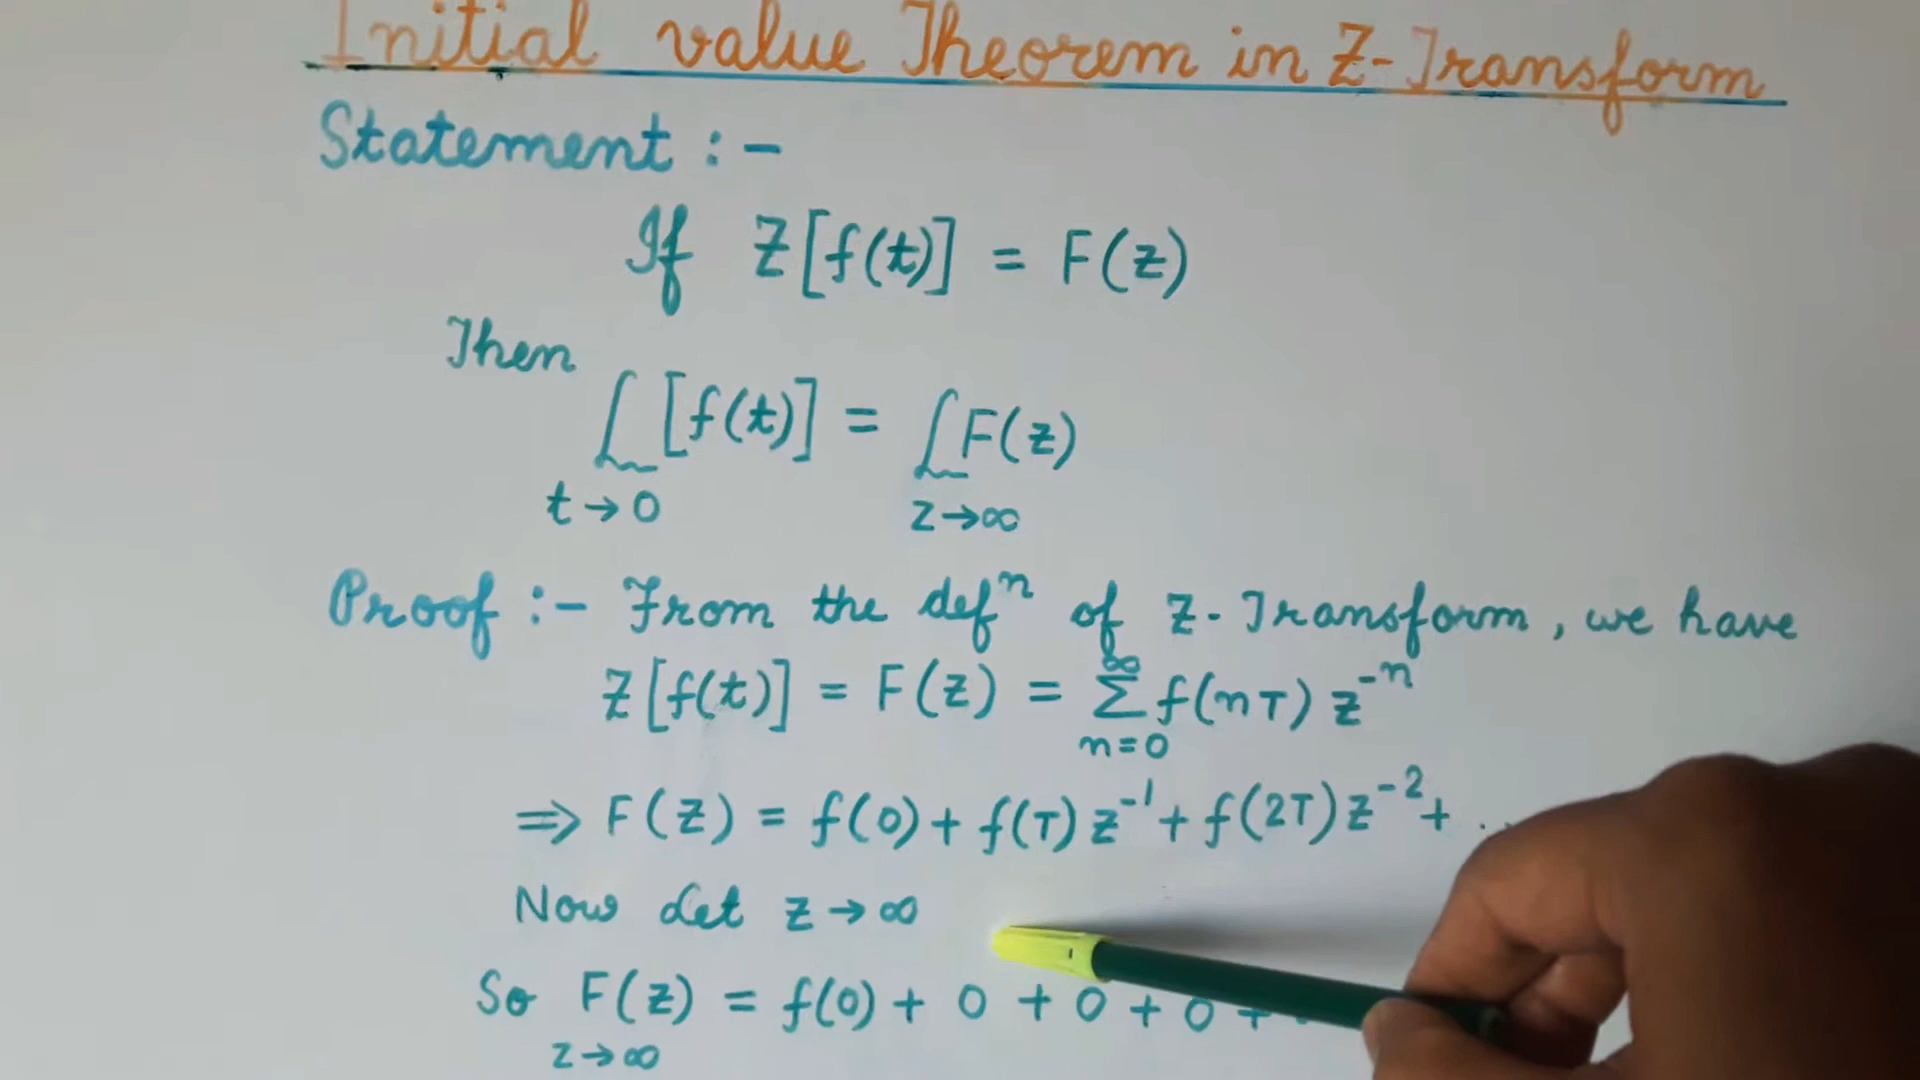 Initial value Theorem in Z-Transform
Statement :-
If Z[f(t)] = F(z)
Then
Lt [f(t)] = Lt F(z)
t→0 z→∞
Proof :- From the defⁿ of Z-Transform, we have
Z[f(t)] = F(z) = ∞ Σ n=0 f(nT) z⁻ⁿ
⇒ F(z) = f(0) + f(T) z⁻¹ + f(2T) z⁻² + ...
Now Let z→∞
So F(z) = f(0) + 0 + 0 + 0 +
z→∞